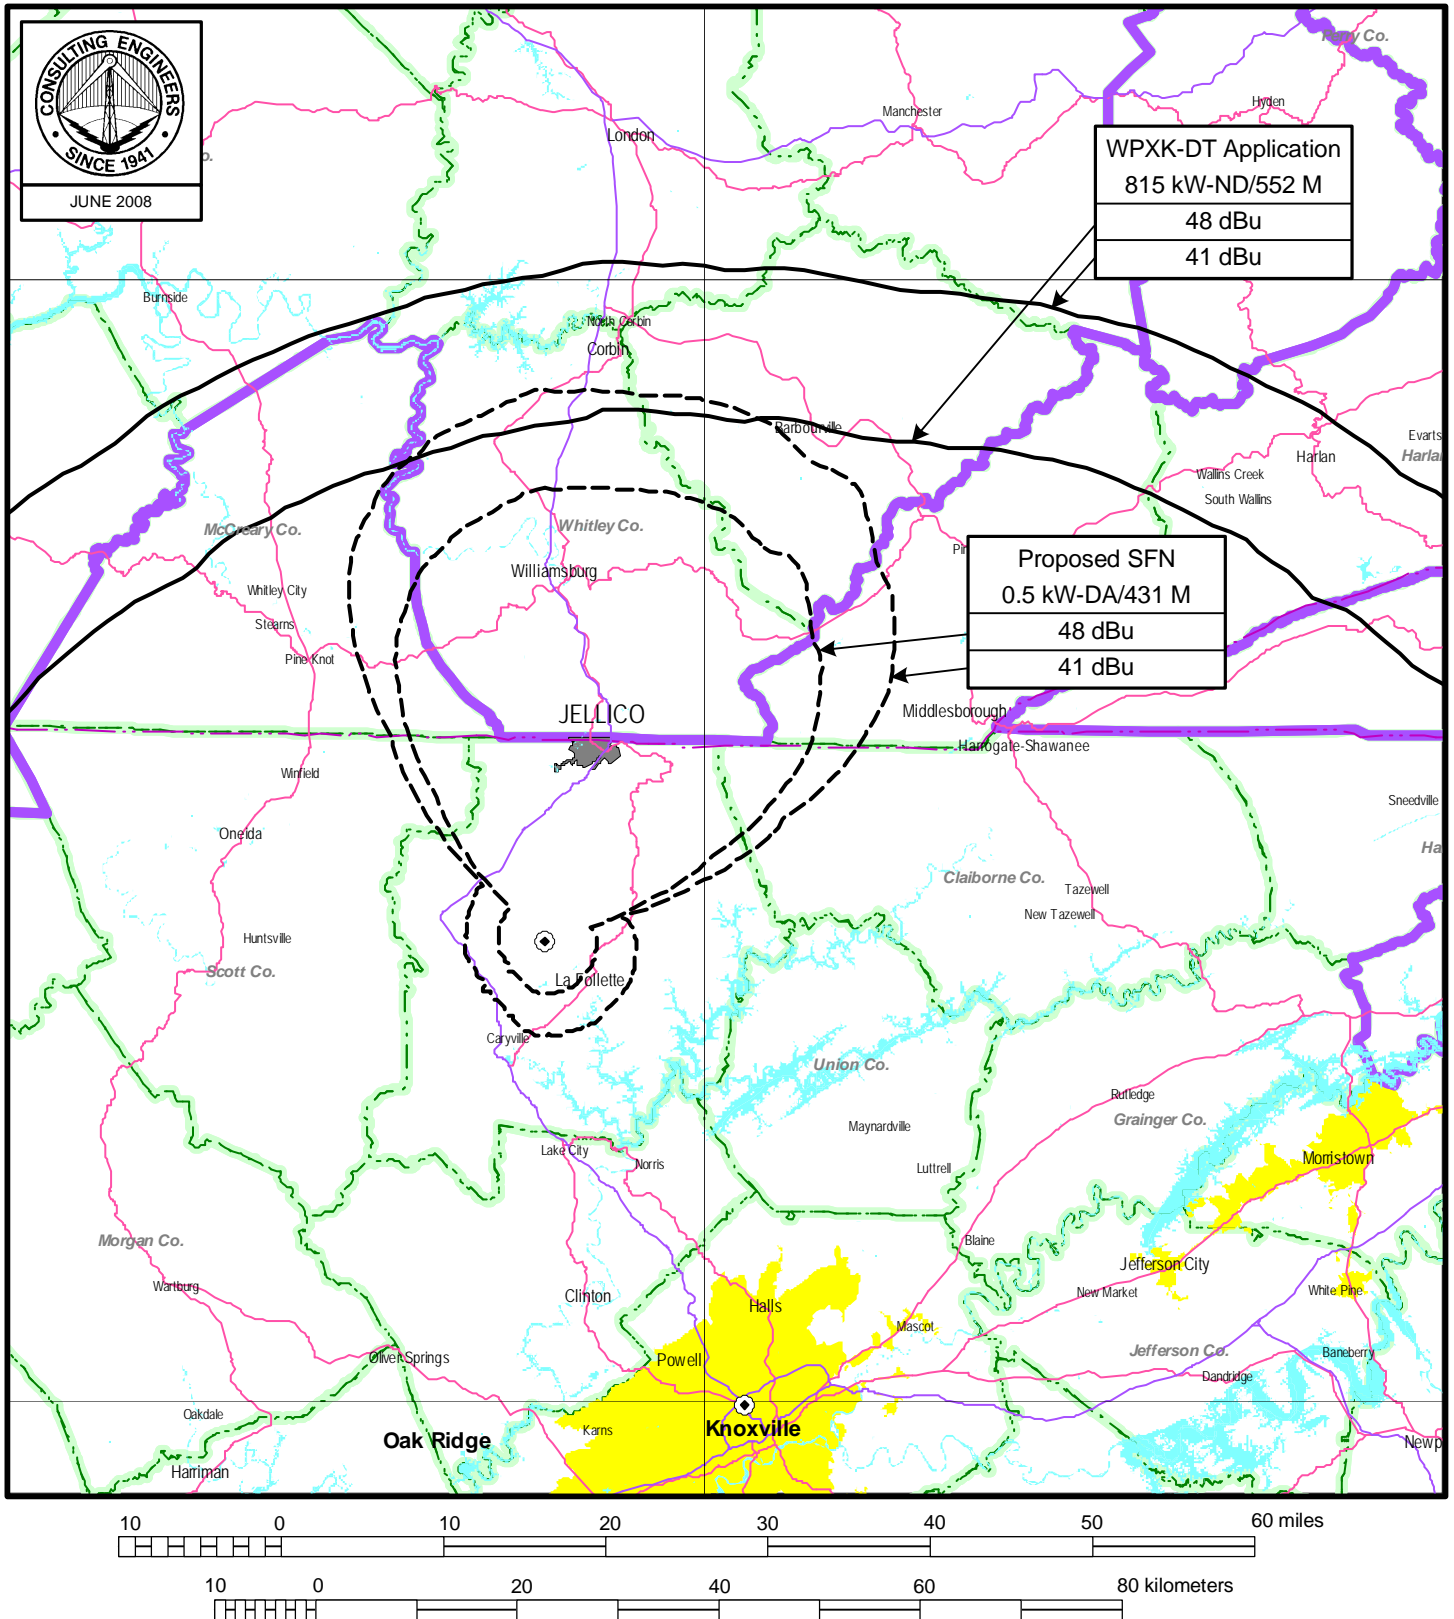 CONSULTING ENGINEERS
SINCE 1941
JUNE 2008
Co.
London
Manchester
Hyden
WPXK-DT Application
815 kW-ND/552 M
48 dBu
41 dBu
Burnside
North Corbin
Corbin
Barbourville
Evarts
Harlan
Wallins Creek
South Wallins
McCreary Co.
Whitley Co.
Williamsburg
Whitley City
Stearns
Pine Knot
Proposed SFN
0.5 kW-DA/431 M
48 dBu
41 dBu
JELLICO
Middlesborough
Harrogate-Shawanee
Winfield
Oneida
Sneedville
Ha
Claiborne Co.
Tazewell
New Tazewell
Huntsville
Scott Co.
La Follette
Caryville
Union Co.
Rutledge
Grainger Co.
Maynardville
Lake City
Norris
Luttrell
Morristown
Morgan Co.
Blaine
Jefferson City
Wartburg
Clinton
Halls
New Market
White Pine
Mascot
Oliver Springs
Powell
Jefferson Co.
Baneberry
Dandridge
Oakdale
Karns
Knoxville
Oak Ridge
Newp
Harriman
10 0 10 20 30 40 50 60 miles
10 0 20 40 60 80 kilometers